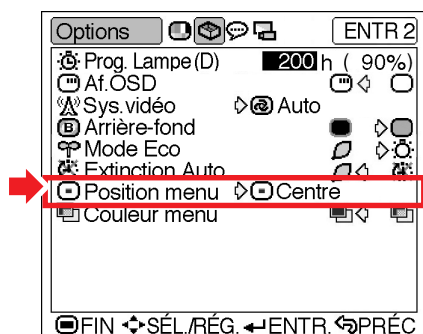 Options ENTR 2
Prog. Lampe (D) 200 h ( 90%)
Af.OSD
Sys.vidéo Auto
B Arrière-fond
Mode Eco
Extinction Auto
Position menu Centre
Couleur menu
FIN SÉL./RÉG. ENTR. PRÉC